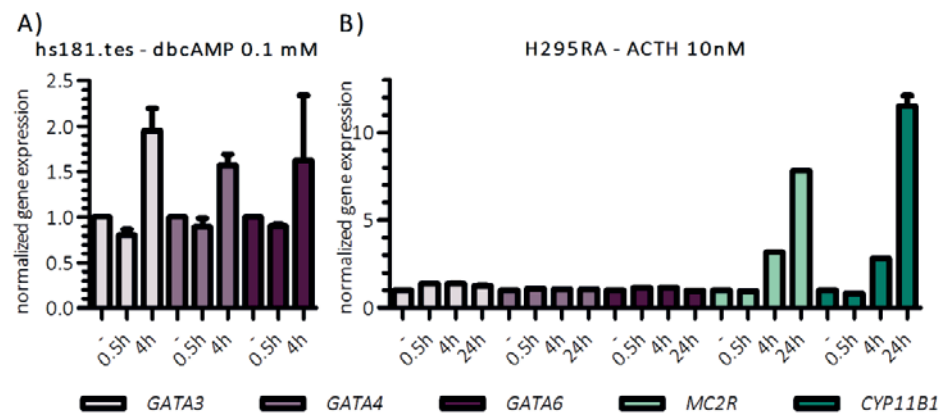 A)
hs181.tes - dbcAMP 0.1 mM
normalized gene expression
2.5
2.0
1.5
1.0
0.5
0.0
- 0.5h 4h - 0.5h 4h - 0.5h 4h
B)
H295RA - ACTH 10nM
normalized gene expression
10
5
0
- 0.5h 4h 24h - 0.5h 4h 24h - 0.5h 4h 24h - 0.5h 4h 24h - 0.5h 4h 24h
GATA3 GATA4 GATA6 MC2R CYP11B1